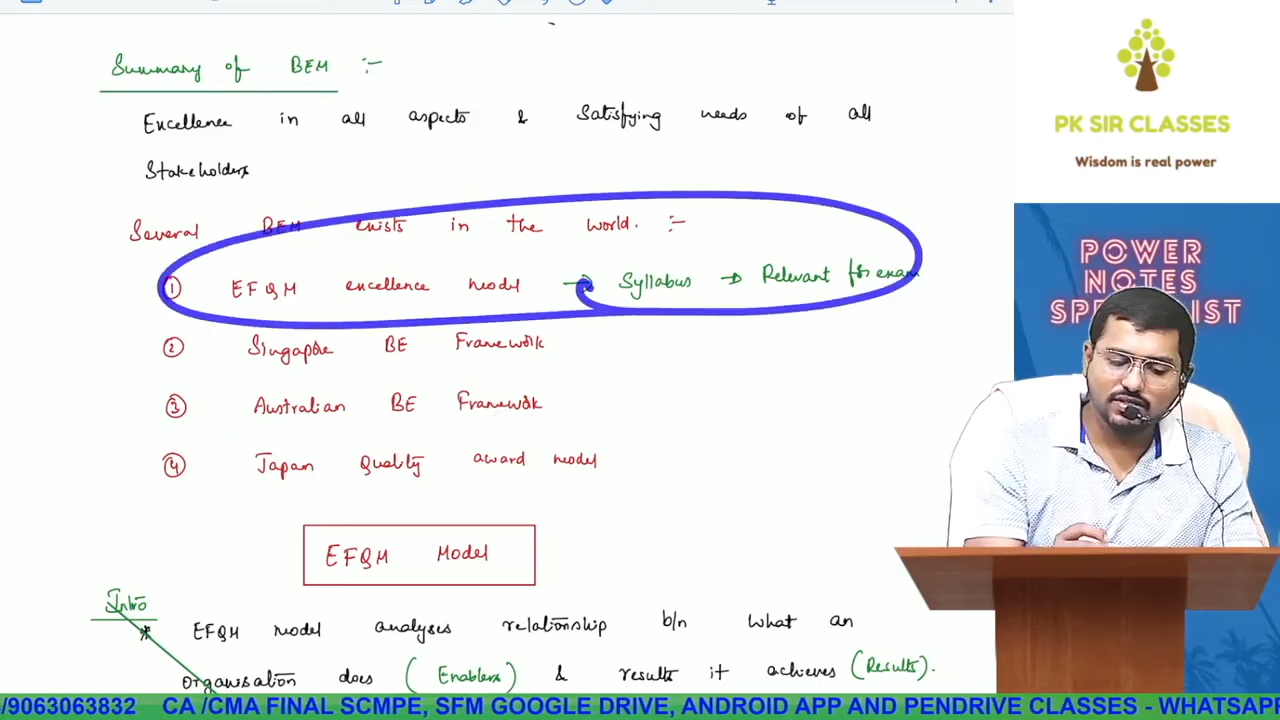 Summary of BEM :-
Excellence in all aspects & Satisfying needs of all
Stakeholders
Several BEM exists in the world. :-
① EFQM excellence model → Syllabus → Relevant for exam
② Singapore BE Framework
③ Australian BE Framework
④ Japan Quality award model
EFQM Model
Intro
* EFQM model analyses relationship b/n what an
organisation does (Enablers) & results it achieves (Results).
PK SIR CLASSES
Wisdom is real power
POWER
NOTES
SPECIALIST
/9063063832 CA /CMA FINAL SCMPE, SFM GOOGLE DRIVE, ANDROID APP AND PENDRIVE CLASSES - WHATSAP